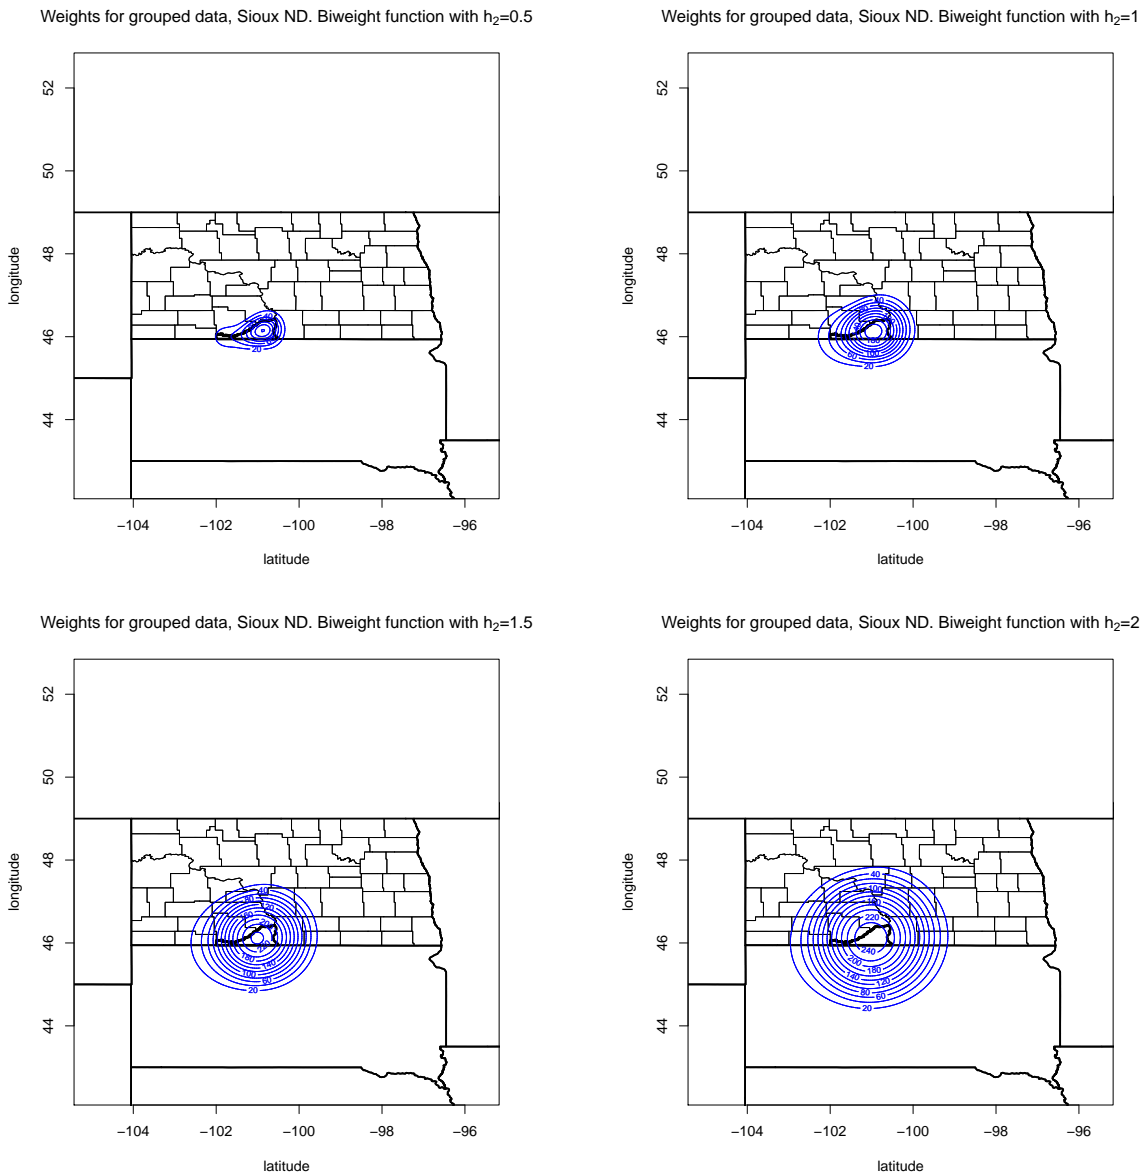 Weights for grouped data, Sioux ND. Biweight function with h2=0.5
Weights for grouped data, Sioux ND. Biweight function with h2=1
52
50
48
46
44
longitude
40
20
−104 −102 −100 −98 −96
latitude
52
50
48
46
44
longitude
40
60
100
20
−104 −102 −100 −98 −96
latitude
Weights for grouped data, Sioux ND. Biweight function with h2=1.5
Weights for grouped data, Sioux ND. Biweight function with h2=2
52
50
48
46
44
longitude
40
180
140
100
60
20
−104 −102 −100 −98 −96
latitude
52
50
48
46
44
longitude
40
100
220
240
200
180
140
120
80
60
20
−104 −102 −100 −98 −96
latitude